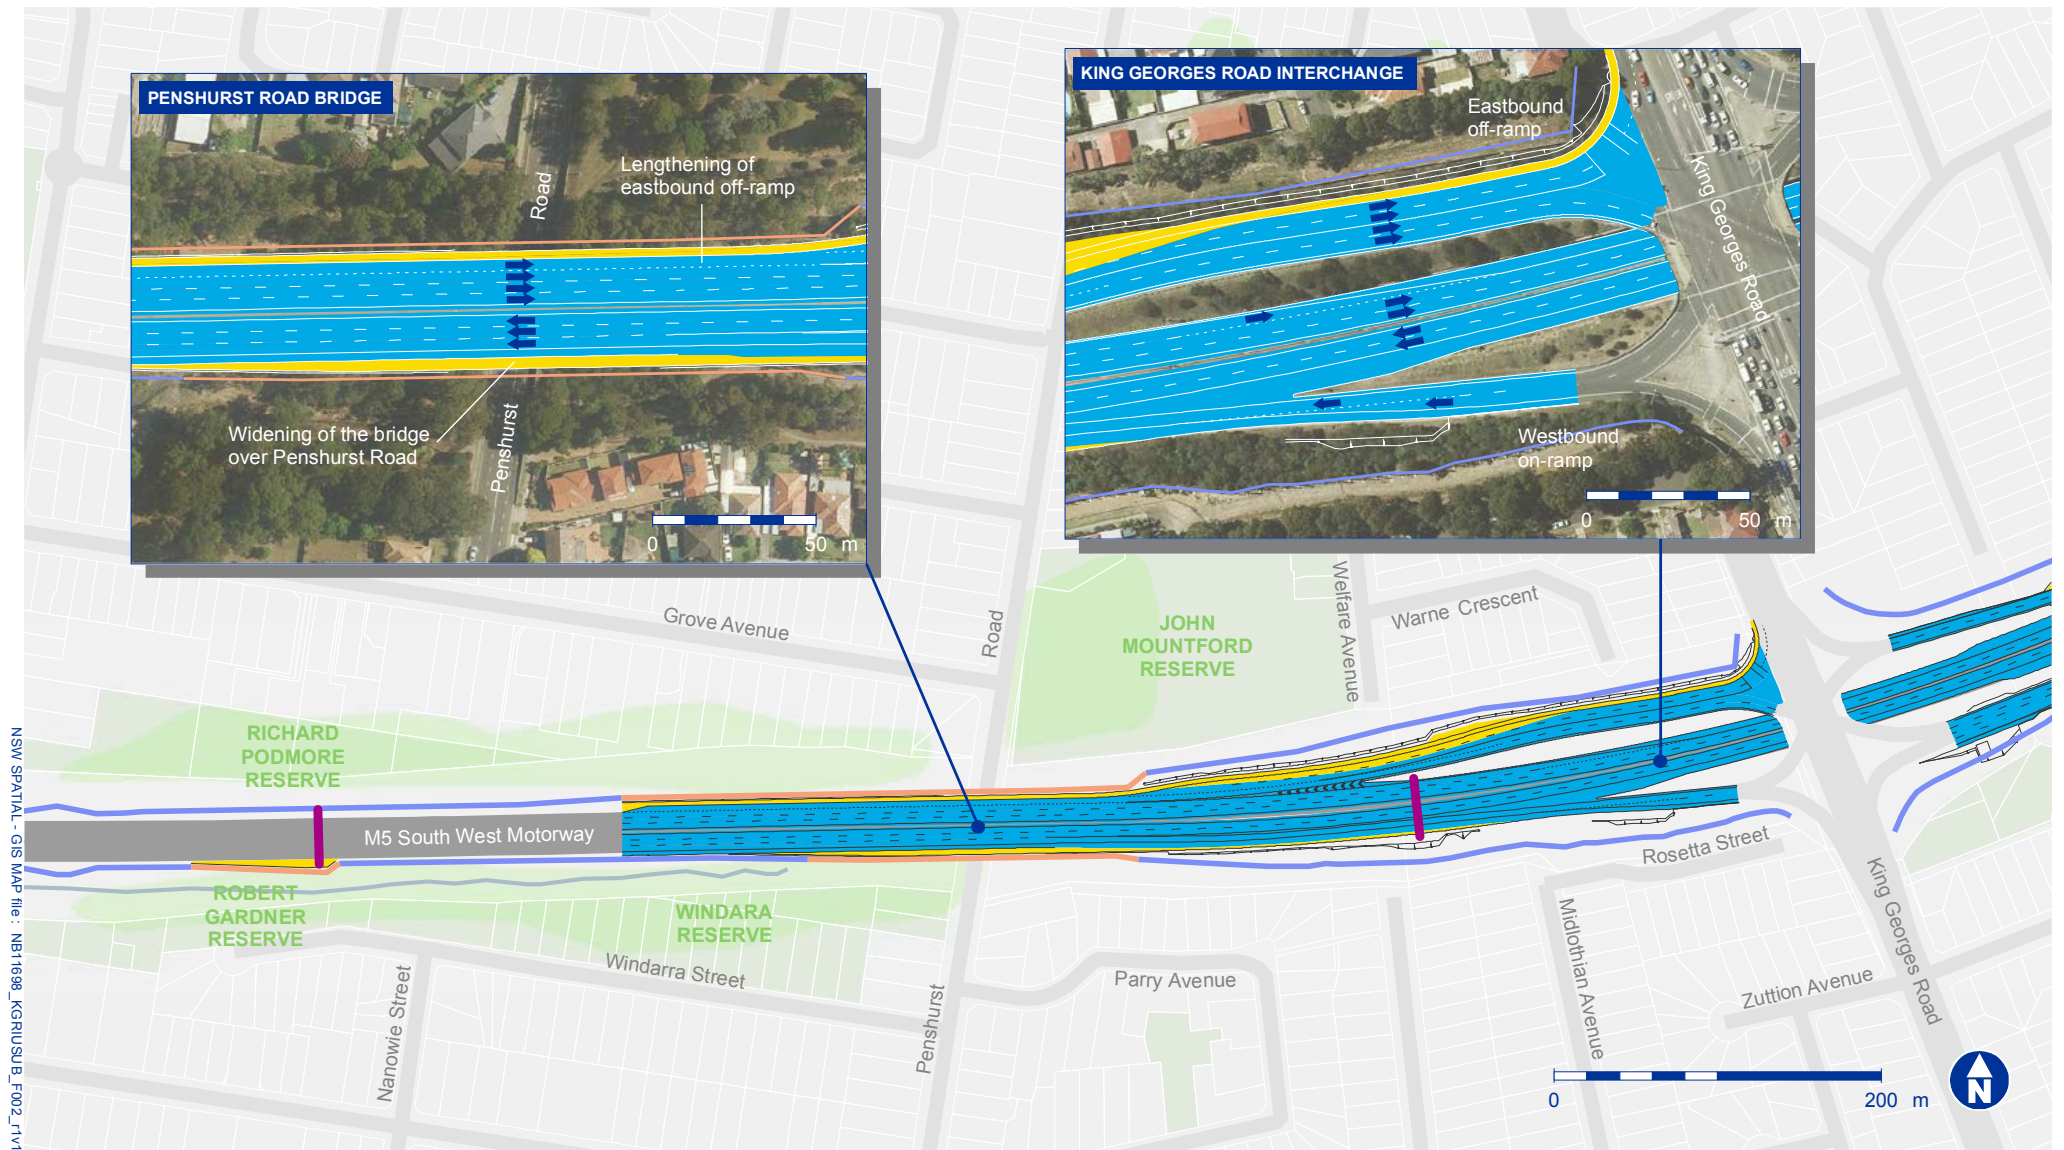 PENSHURST ROAD BRIDGE
Road
Lengthening of
eastbound off-ramp
Widening of the bridge
over Penshurst Road
Penshurst
0 50 m
KING GEORGES ROAD INTERCHANGE
Eastbound
off-ramp
King Georges Road
Westbound
on-ramp
0 50 m
Grove Avenue
Road
JOHN
MOUNTFORD
RESERVE
Welfare Avenue
Warne Crescent
RICHARD
PODMORE
RESERVE
M5 South West Motorway
ROBERT
GARDNER
RESERVE
WINDARA
RESERVE
Rosetta Street
Windarra Street
Nanowie Street
Penshurst
Parry Avenue
Midlothian Avenue
Zuttion Avenue
King Georges Road
0 200 m
N
NSW SPATIAL - GIS MAP file : NB11698_KGRIUSUB_F002_r1v1